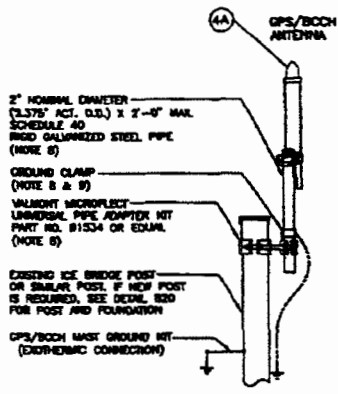 4A
GPS/BCCH
ANTENNA
2" NOMINAL DIAMETER
(2.375" ACT. O.D.) X 2'-0" MAX.
SCHEDULE 40
RIGID GALVANIZED STEEL PIPE
(NOTE 8)
GROUND CLAMP
(NOTE 8 & 9)
VALMONT MICROFLECT
UNIVERSAL PIPE ADAPTER KIT
PART NO. B1534 OR EQUAL
(NOTE 8)
EXISTING ICE BRIDGE POST
OR SIMILAR POST. IF NEW POST
IS REQUIRED, SEE DETAIL 820
FOR POST AND FOUNDATION
GPS/BCCH MAST GROUND KIT
(EXOTHERMIC CONNECTION)